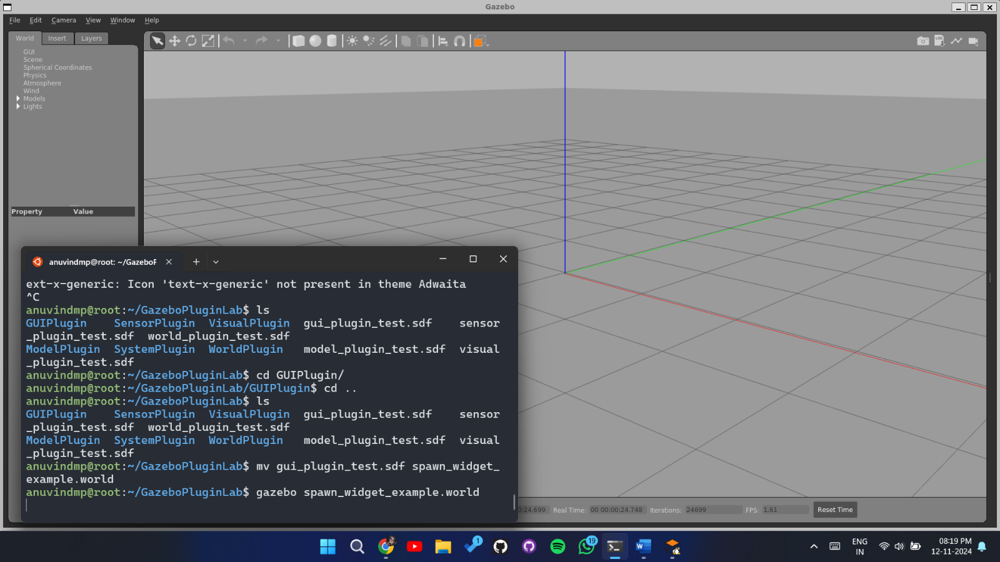 Gazebo
File Edit Camera View Window Help
World Insert Layers
GUI
Scene
Spherical Coordinates
Physics
Atmosphere
Wind
Models
Lights
LOG
Property Value
anuvindmp@root: ~/GazeboP
ext-x-generic: Icon 'text-x-generic' not present in theme Adwaita
^C
anuvindmp@root:~/GazeboPluginLab$ ls
GUIPlugin SensorPlugin VisualPlugin gui_plugin_test.sdf sensor
_plugin_test.sdf world_plugin_test.sdf
ModelPlugin SystemPlugin WorldPlugin model_plugin_test.sdf visual
_plugin_test.sdf
anuvindmp@root:~/GazeboPluginLab$ cd GUIPlugin/
anuvindmp@root:~/GazeboPluginLab/GUIPlugin$ cd ..
anuvindmp@root:~/GazeboPluginLab$ ls
GUIPlugin SensorPlugin VisualPlugin gui_plugin_test.sdf sensor
_plugin_test.sdf world_plugin_test.sdf
ModelPlugin SystemPlugin WorldPlugin model_plugin_test.sdf visual
_plugin_test.sdf
anuvindmp@root:~/GazeboPluginLab$ mv gui_plugin_test.sdf spawn_widget_
example.world
anuvindmp@root:~/GazeboPluginLab$ gazebo spawn_widget_example.world
0:24.699 Real Time: 00 00:00:24.748 Iterations: 24699 FPS: 1.61 Reset Time
1
19
W
ENG
IN
08:19 PM
12-11-2024